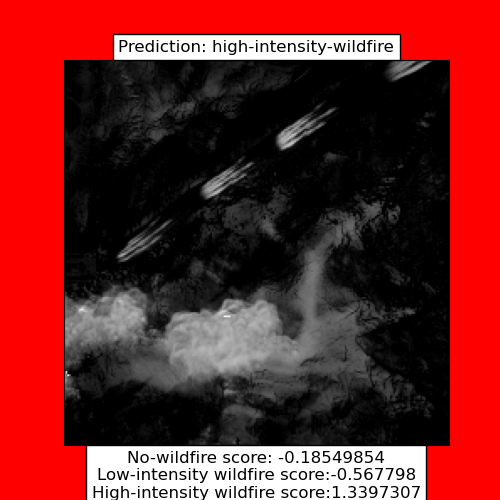 Prediction: high-intensity-wildfire
No-wildfire score: -0.18549854
Low-intensity wildfire score:-0.567798
High-intensity wildfire score:1.3397307